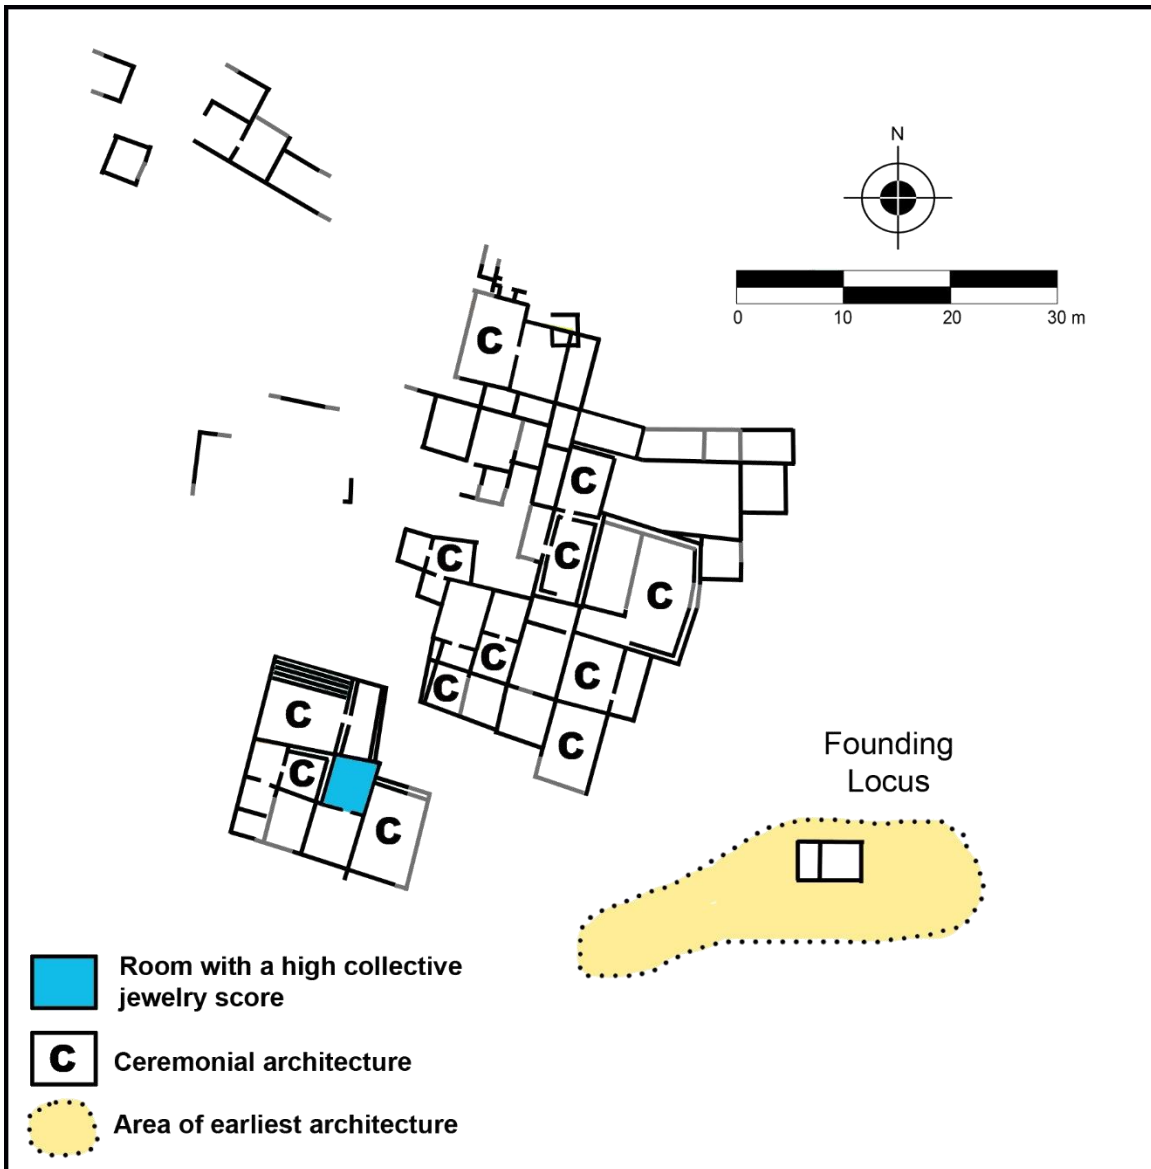 N
0 10 20 30 m
C
C
C
C
C
C
C
C
C
C
C
C
Founding
Locus
Room with a high collective
jewelry score
C
Ceremonial architecture
Area of earliest architecture